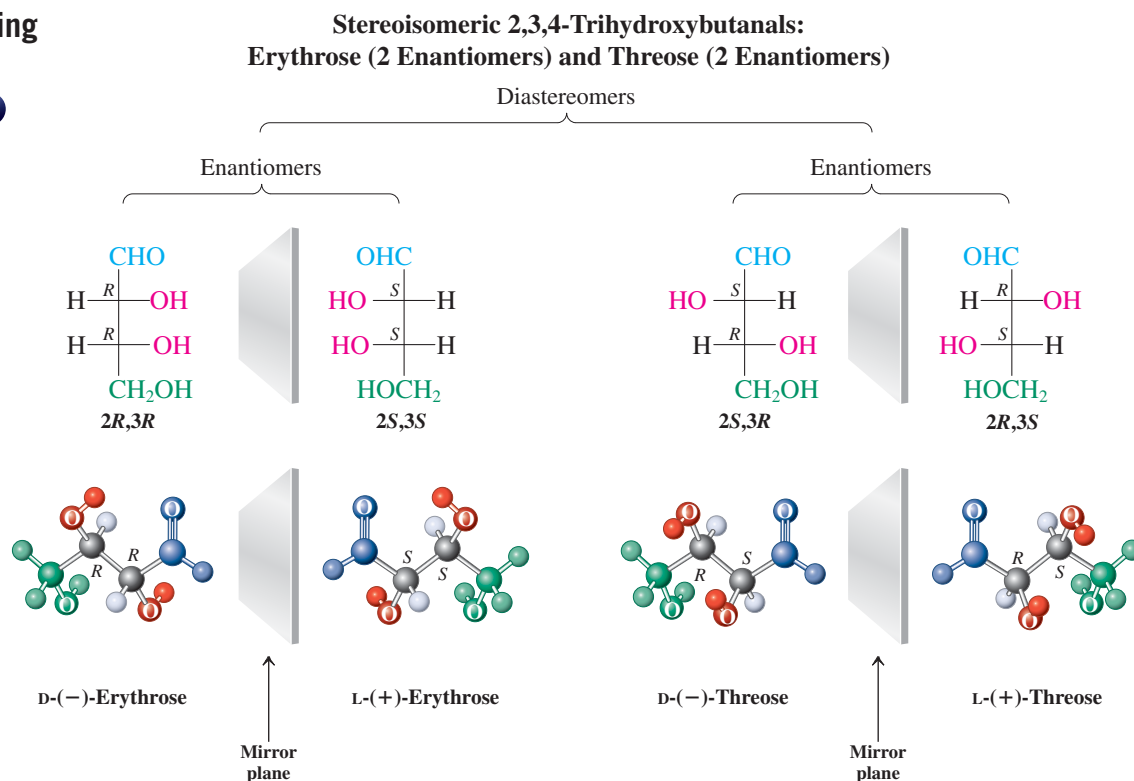 ing
Stereoisomeric 2,3,4-Trihydroxybutanals:
Erythrose (2 Enantiomers) and Threose (2 Enantiomers)
Diastereomers
Enantiomers
Enantiomers
CHO
OHC
CHO
OHC
H R OH
HO S H
HO S H
H R OH
H R OH
HO S H
H R OH
HO S H
CH₂OH
HOCH₂
CH₂OH
HOCH₂
2R,3R
2S,3S
2S,3R
2R,3S
O O
O O
O O
O O
R
S
S
R
R
S
R
S
O O
O O
O O
O O
D-(−)-Erythrose
L-(+)-Erythrose
D-(−)-Threose
L-(+)-Threose
Mirror
plane
Mirror
plane